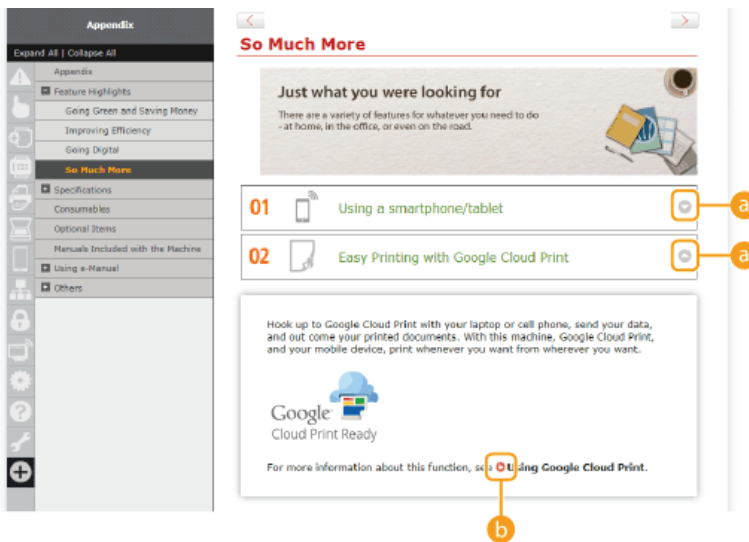 Appendix
Expand All | Collapse All
Appendix
Feature Highlights
Going Green and Saving Money
Improving Efficiency
Going Digital
So Much More
Specifications
Consumables
Optional Items
Manuals Included with the Machine
Using e-Manual
Others
So Much More
Just what you were looking for
There are a variety of features for whatever you need to do
- at home, in the office, or even on the road.
01 Using a smartphone/tablet
a
02 Easy Printing with Google Cloud Print
a
Hook up to Google Cloud Print with your laptop or cell phone, send your data,
and out come your printed documents. With this machine, Google Cloud Print,
and your mobile device, print whenever you want from wherever you want.
Google
Cloud Print Ready
For more information about this function, see Using Google Cloud Print.
b